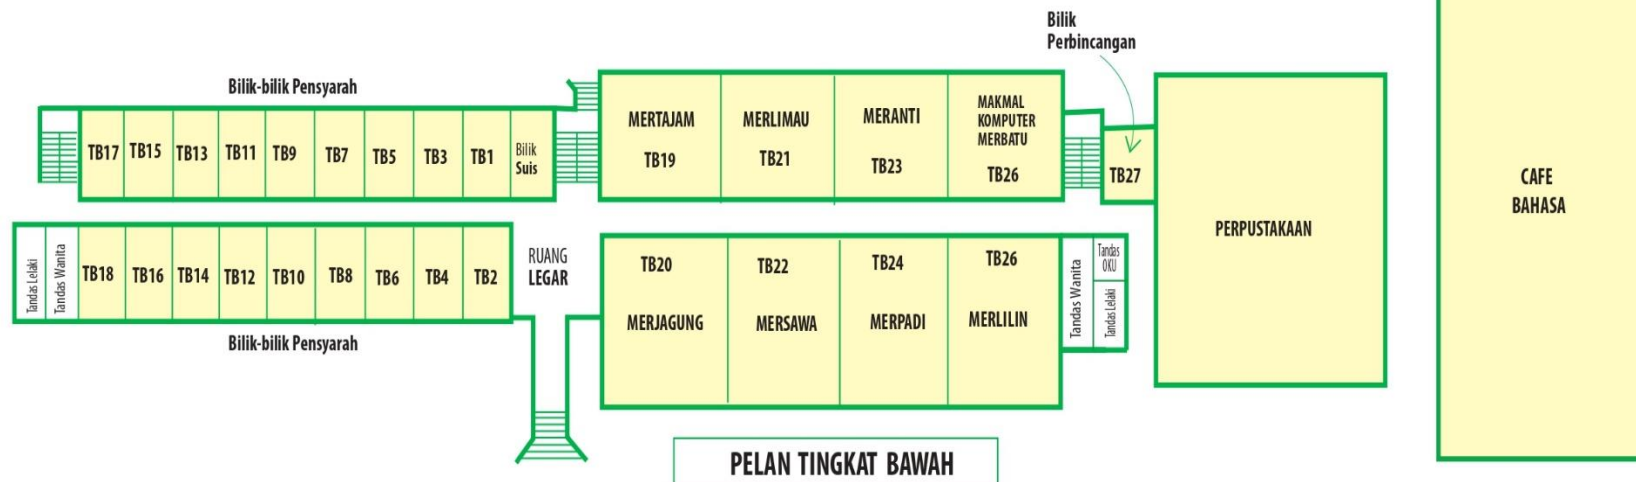 Bilik
Perbincangan
Bilik-bilik Pensyarah
TB17 TB15 TB13 TB11 TB9 TB7 TB5 TB3 TB1
Bilik
Suis
MERTAJAM
TB19
MERLIMAU
TB21
MERANTI
TB23
MAKMAL
KOMPUTER
MERBATU
TB26
TB27
PERPUSTAKAAN
CAFE
BAHASA
Tandas Lelaki
Tandas Wanita
TB18 TB16 TB14 TB12 TB10 TB8 TB6 TB4 TB2
Bilik-bilik Pensyarah
RUANG
LEGAR
TB20
MERJAGUNG
TB22
MERSAWA
TB24
MERPADI
TB26
MERLILIN
Tandas Wanita
Tandas
OKU
Tandas Lelaki
PELAN TINGKAT BAWAH